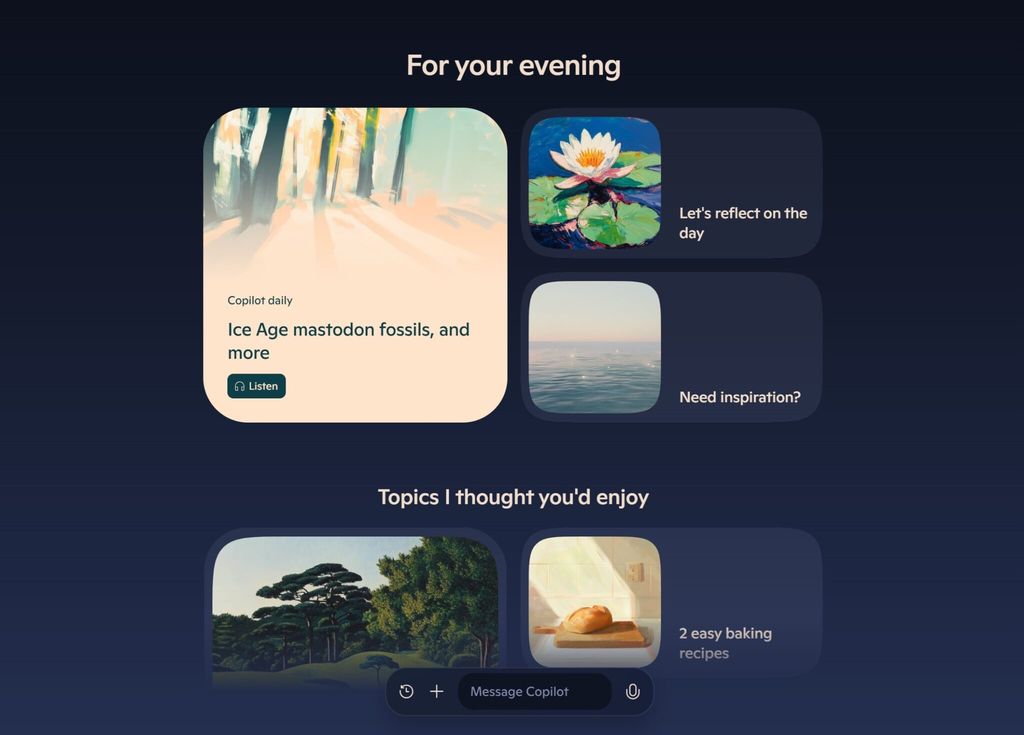 For your evening
Copilot daily
Ice Age mastodon fossils, and
more
Listen
Let's reflect on the
day
Need inspiration?
Topics I thought you'd enjoy
2 easy baking
recipes
Message Copilot